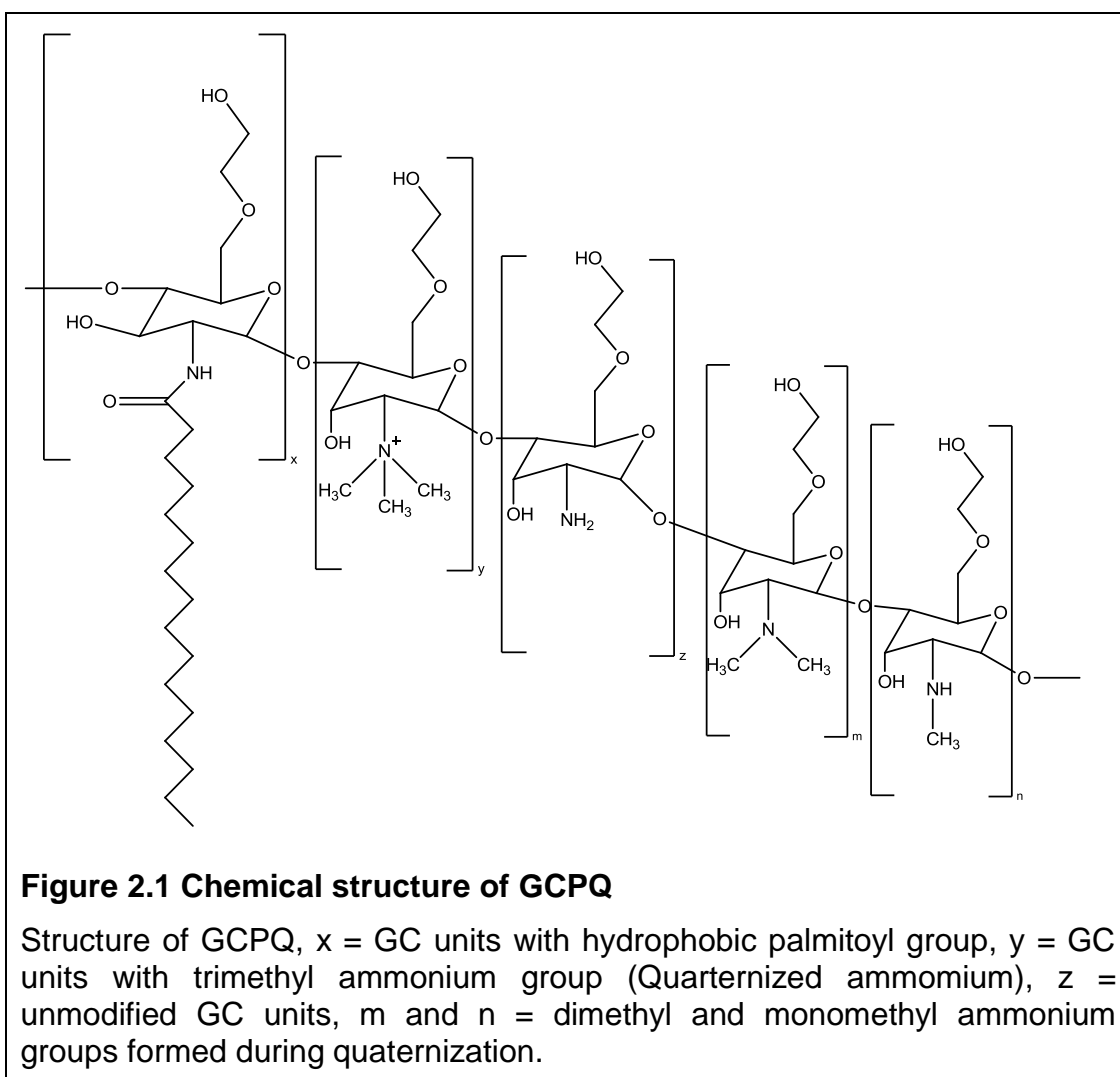 HO
O
O
O
HO
NH
O
x
O
HO
O
O
OH
N+
H3C
CH3
CH3
y
O
HO
O
O
OH
NH2
z
O
HO
O
O
OH
N
H3C
CH3
m
O
HO
O
O
OH
NH
CH3
n
O
Figure 2.1 Chemical structure of GCPQ
Structure of GCPQ, x = GC units with hydrophobic palmitoyl group, y = GC
units with trimethyl ammonium group (Quarternized ammomium), z =
unmodified GC units, m and n = dimethyl and monomethyl ammonium
groups formed during quaternization.